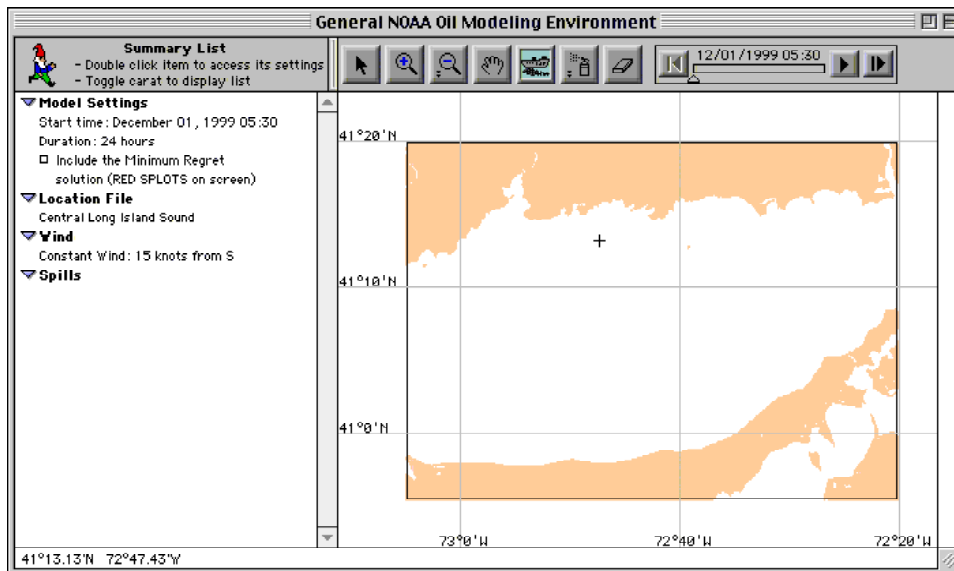 General NOAA Oil Modeling Environment
Summary List
- Double click item to access its settings
- Toggle carat to display list
12/01/1999 05:30
Model Settings
Start time: December 01, 1999 05:30
Duration: 24 hours
Include the Minimum Regret
solution (RED SPLOTS on screen)
Location File
Central Long Island Sound
Wind
Constant Wind: 15 knots from S
Spills
41°20'N
41°10'N
41°0'N
73°0'W
72°40'W
72°20'W
41°13.13'N 72°47.43'W